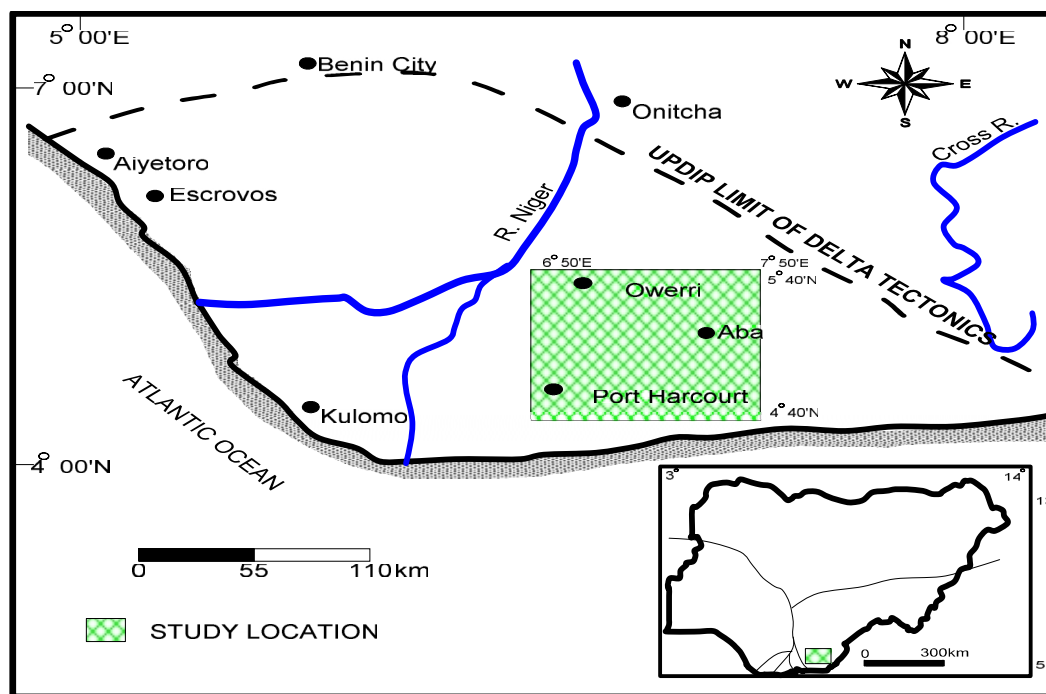 5° 00'E
8° 00'E
7° 00'N
Benin City
N
W E
S
Onitcha
Cross R.
Aiyetoro
Escrovos
R. Niger
UPDIP LIMIT OF DELTA TECTONICS
6° 50'E
7° 50'E
5° 40'N
Owerri
Aba
Port Harcourt
4° 40'N
ATLANTIC OCEAN
Kulomo
4° 00'N
3°
14°
0 55 110km
STUDY LOCATION
0 300km
5